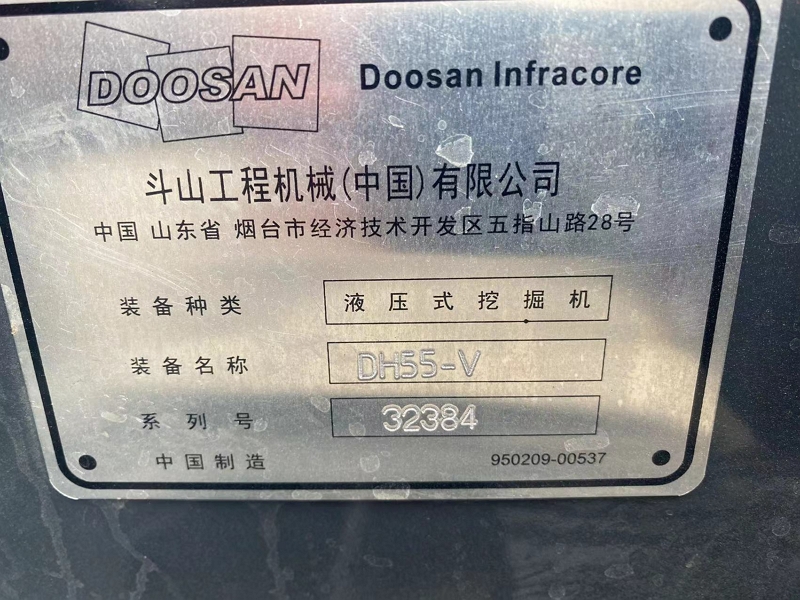 DOOSAN Doosan Infracore
斗山工程机械(中国)有限公司
中国 山东省 烟台市经济技术开发区五指山路28号
装备种类 液压式挖掘机
装备名称 DH55-V
系列号 32384
中国制造 950209-00537